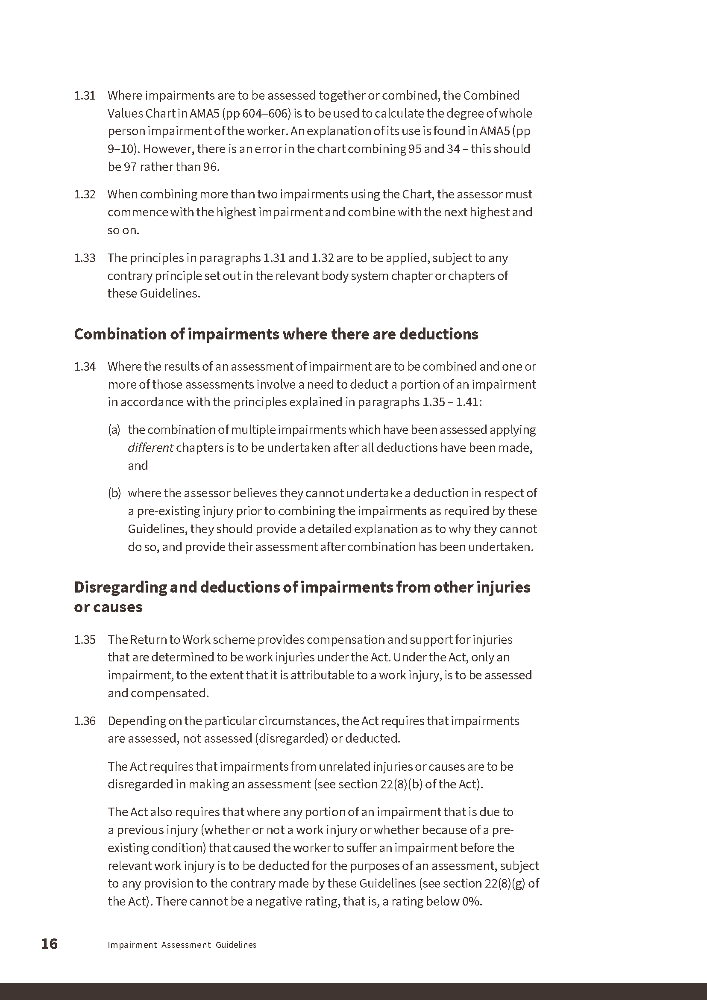 1.31 Where impairments are to be assessed together or combined, the Combined
Values Chart in AMA5 (pp 604–606) is to be used to calculate the degree of whole
person impairment of the worker. An explanation of its use is found in AMA5 (pp
9–10). However, there is an error in the chart combining 95 and 34 – this should
be 97 rather than 96.
1.32 When combining more than two impairments using the Chart, the assessor must
commence with the highest impairment and combine with the next highest and
so on.
1.33 The principles in paragraphs 1.31 and 1.32 are to be applied, subject to any
contrary principle set out in the relevant body system chapter or chapters of
these Guidelines.
Combination of impairments where there are deductions
1.34 Where the results of an assessment of impairment are to be combined and one or
more of those assessments involve a need to deduct a portion of an impairment
in accordance with the principles explained in paragraphs 1.35 – 1.41:
(a) the combination of multiple impairments which have been assessed applying
different chapters is to be undertaken after all deductions have been made,
and
(b) where the assessor believes they cannot undertake a deduction in respect of
a pre-existing injury prior to combining the impairments as required by these
Guidelines, they should provide a detailed explanation as to why they cannot
do so, and provide their assessment after combination has been undertaken.
Disregarding and deductions of impairments from other injuries
or causes
1.35 The Return to Work scheme provides compensation and support for injuries
that are determined to be work injuries under the Act. Under the Act, only an
impairment, to the extent that it is attributable to a work injury, is to be assessed
and compensated.
1.36 Depending on the particular circumstances, the Act requires that impairments
are assessed, not assessed (disregarded) or deducted.
The Act requires that impairments from unrelated injuries or causes are to be
disregarded in making an assessment (see section 22(8)(b) of the Act).
The Act also requires that where any portion of an impairment that is due to
a previous injury (whether or not a work injury or whether because of a pre-
existing condition) that caused the worker to suffer an impairment before the
relevant work injury is to be deducted for the purposes of an assessment, subject
to any provision to the contrary made by these Guidelines (see section 22(8)(g) of
the Act). There cannot be a negative rating, that is, a rating below 0%.
16 Impairment Assessment Guidelines